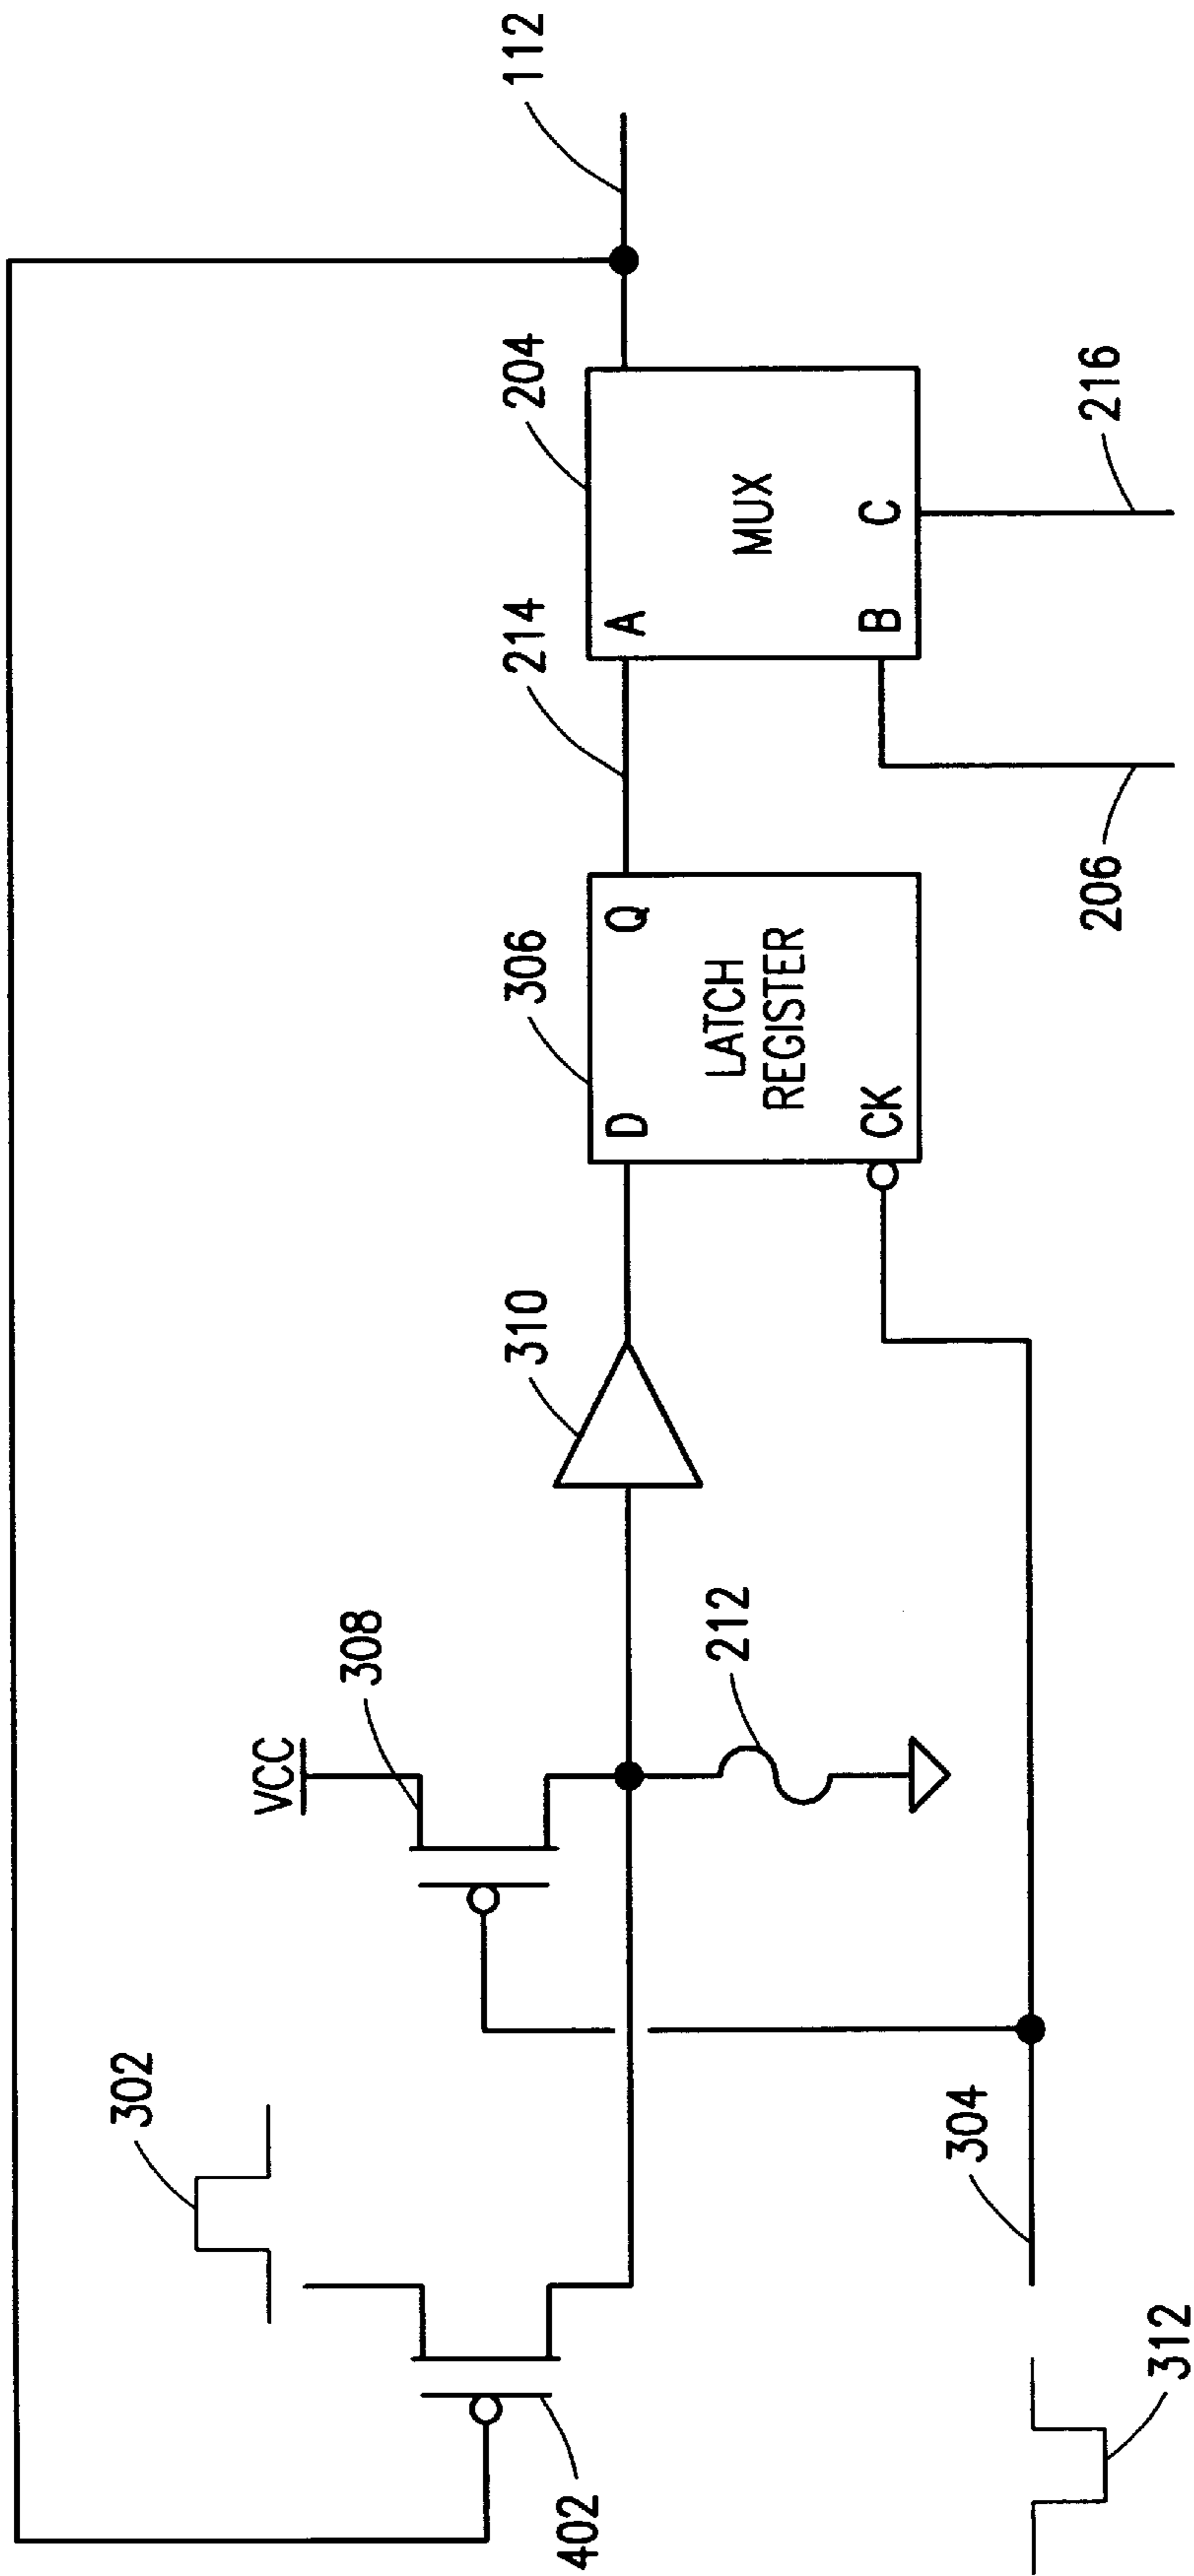 112
204
MUX
A
B
C
216
214
206
306
D
Q
LATCH
REGISTER
CK
310
308
VCC
212
302
304
402
312